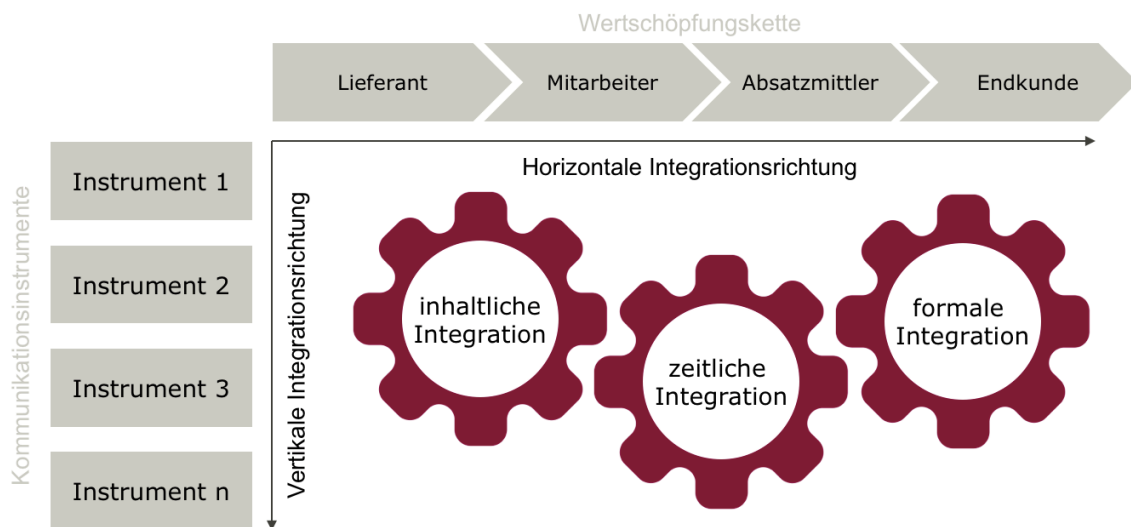 Wertschöpfungskette
Lieferant
Mitarbeiter
Absatzmittler
Endkunde
Horizontale Integrationsrichtung
Kommunikationsinstrumente
Instrument 1
Instrument 2
Instrument 3
Instrument n
Vertikale Integrationsrichtung
inhaltliche
Integration
zeitliche
Integration
formale
Integration